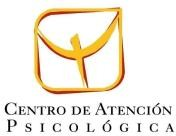 CENTRO DE ATENCIÓN
PSICOLÓGICA